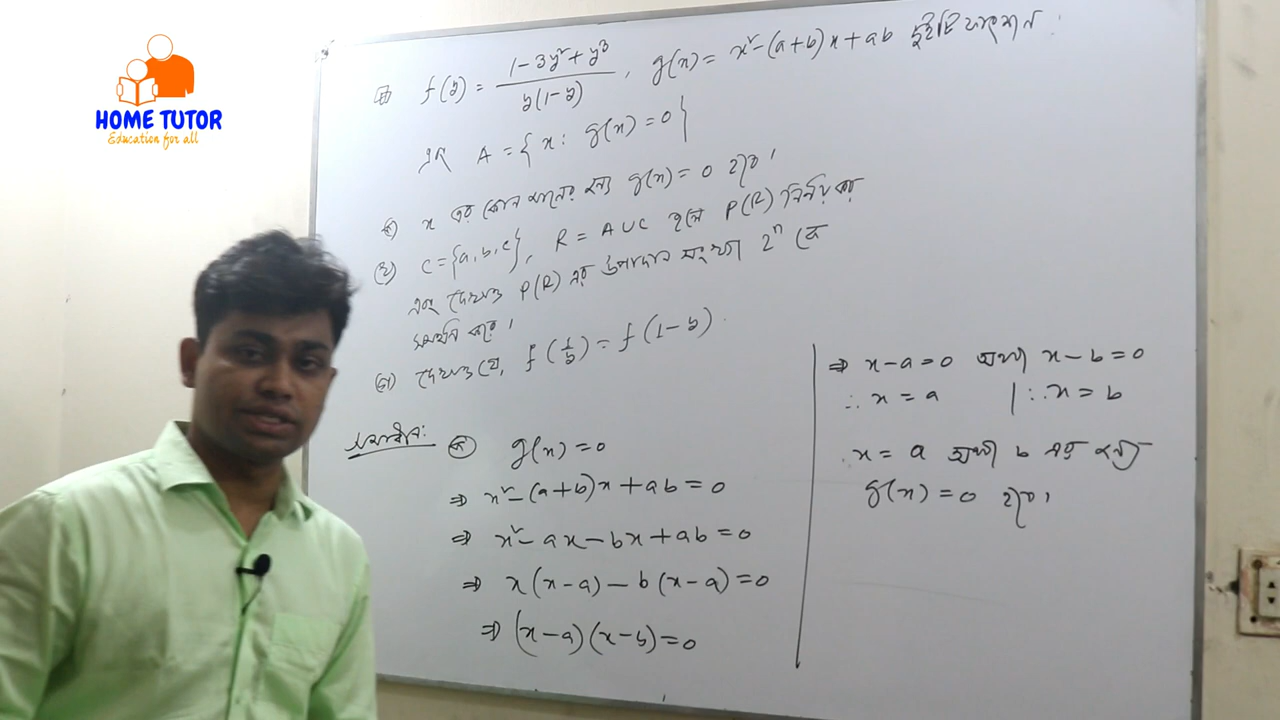 HOME TUTOR
Education for all
f(y) = (1-3y²+y³)/(y(1-y)), g(x) = x²-(a+b)x+ab দুইটি ফাংশন
এবং A = { x : g(x) = 0 }
ক) x এর কোন মানের জন্য g(x) = 0 হবে।
খ) C = {a, b, c}, R = A∪C হলে P(R) নির্ণয় কর
এবং দেখাও P(R) এর উপাদান সংখ্যা 2ⁿ কে
সমর্থন করে।
গ) দেখাও যে, f(1/y) = f(1-y)
সমাধান:
ক g(x) = 0
⇒ x²-(a+b)x+ab = 0
⇒ x²-ax-bx+ab = 0
⇒ x(x-a)-b(x-a) = 0
⇒ (x-a)(x-b) = 0
⇒ x-a = 0 অথবা x-b = 0
∴ x = a | ∴ x = b
∴ x = a অথবা b এর জন্য
g(x) = 0 হবে।